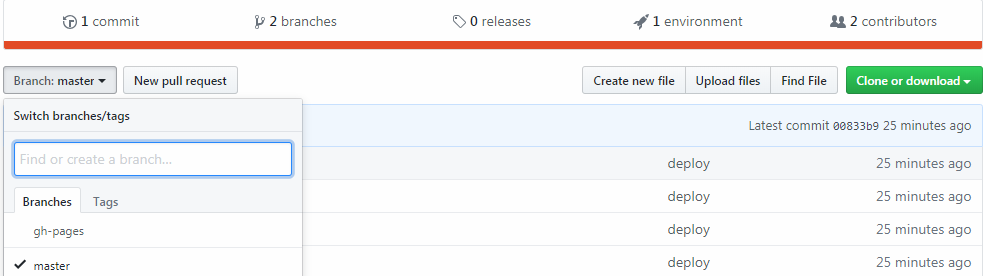 1 commit 2 branches 0 releases 1 environment 2 contributors
Branch: master New pull request Create new file Upload files Find File Clone or download
Switch branches/tags
Latest commit 00833b9 25 minutes ago
Find or create a branch...
deploy 25 minutes ago
Branches Tags
deploy 25 minutes ago
gh-pages
deploy 25 minutes ago
master
deploy 25 minutes ago